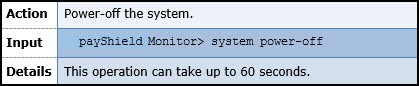 Action Power-off the system.
Input payShield Monitor> system power-off
Details This operation can take up to 60 seconds.